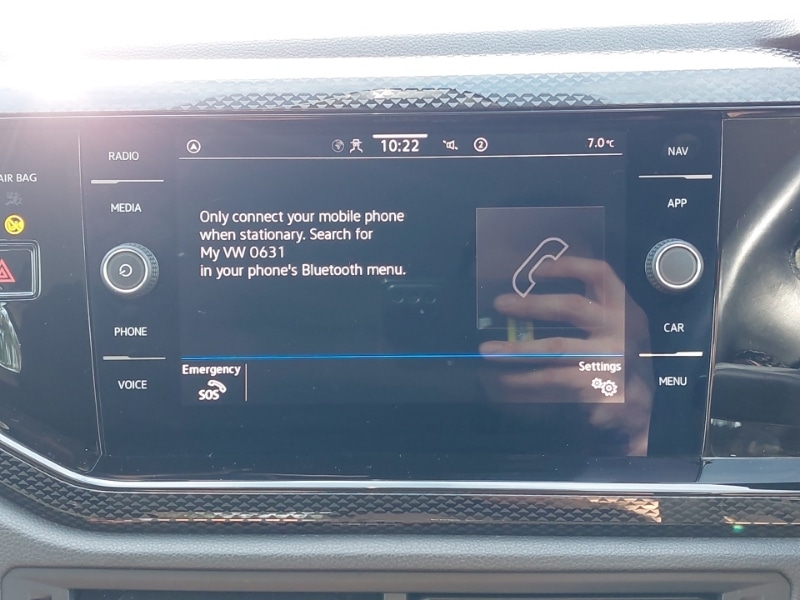 AIR BAG
RADIO
MEDIA
PHONE
VOICE
10:22
2
7.0°C
Only connect your mobile phone
when stationary. Search for
My VW 0631
in your phone's Bluetooth menu.
Emergency
SOS
Settings
NAV
APP
CAR
MENU